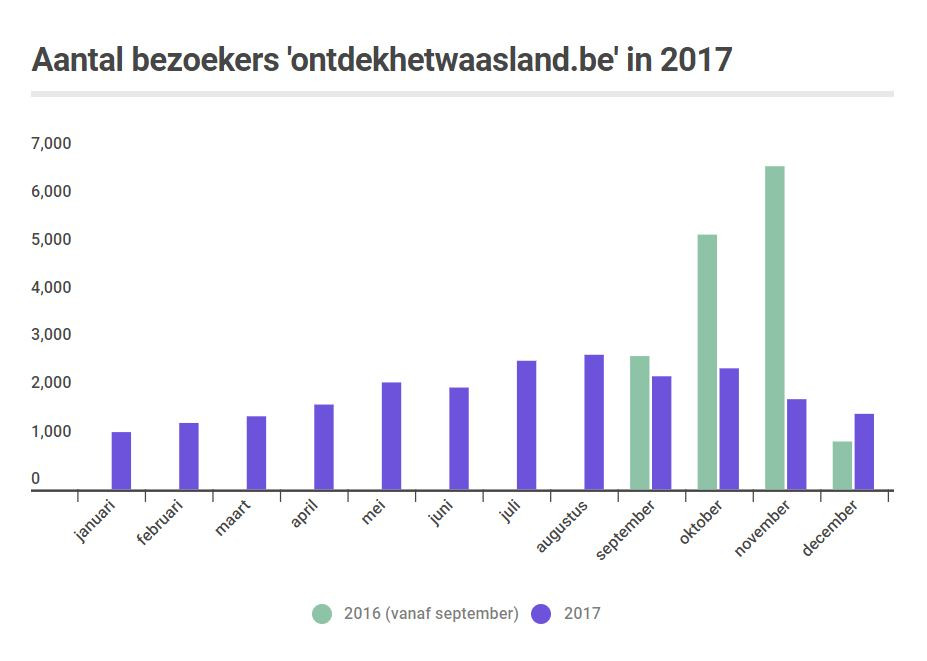 Aantal bezoekers 'ontdekhetwaasland.be' in 2017
7,000
6,000
5,000
4,000
3,000
2,000
1,000
0
januari
februari
maart
april
mei
juni
juli
augustus
september
oktober
november
december
2016 (vanaf september) 2017